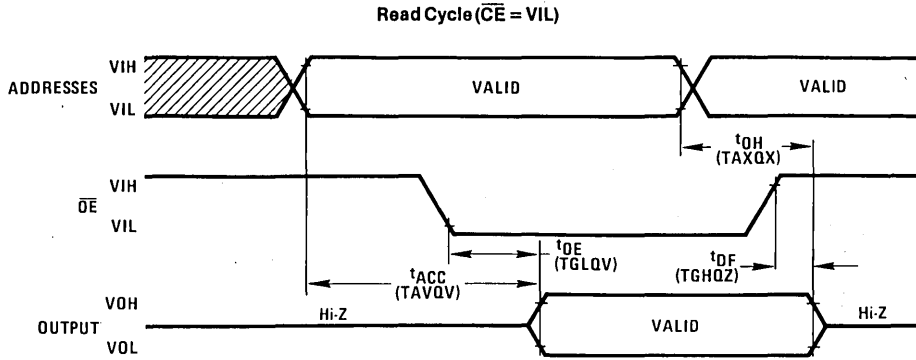 Read Cycle (CE = VIL)
VIH
ADDRESSES
VALID
VALID
VIL
tOH
(TAXQX)
VIH
OE
VIL
tOE
(TGLQV)
tDF
(TGHQZ)
tACC
(TAVQV)
VOH
Hi-Z
OUTPUT
VALID
Hi-Z
VOL